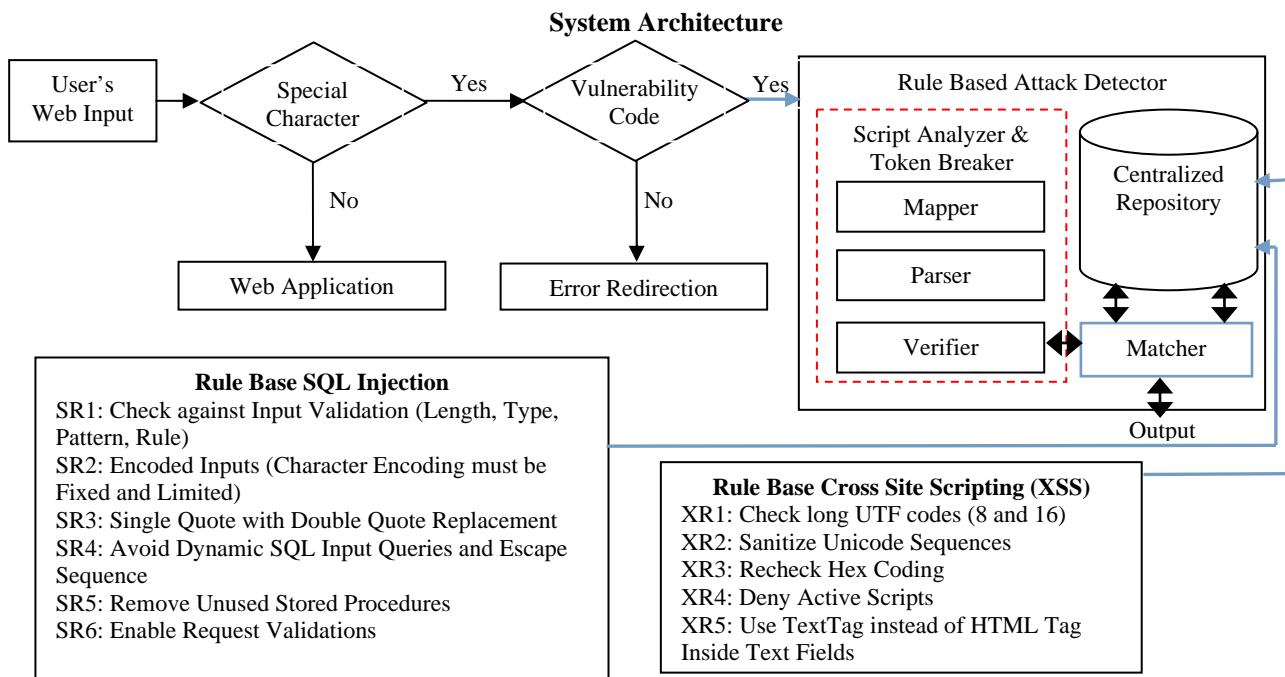 System Architecture
User's
Web Input
Special
Character
Yes
Vulnerability
Code
Yes
Rule Based Attack Detector
Script Analyzer &
Token Breaker
Mapper
Parser
Verifier
Centralized
Repository
Matcher
Output
No
No
Web Application
Error Redirection
Rule Base SQL Injection
SR1: Check against Input Validation (Length, Type,
Pattern, Rule)
SR2: Encoded Inputs (Character Encoding must be
Fixed and Limited)
SR3: Single Quote with Double Quote Replacement
SR4: Avoid Dynamic SQL Input Queries and Escape
Sequence
SR5: Remove Unused Stored Procedures
SR6: Enable Request Validations
Rule Base Cross Site Scripting (XSS)
XR1: Check long UTF codes (8 and 16)
XR2: Sanitize Unicode Sequences
XR3: Recheck Hex Coding
XR4: Deny Active Scripts
XR5: Use TextTag instead of HTML Tag
Inside Text Fields